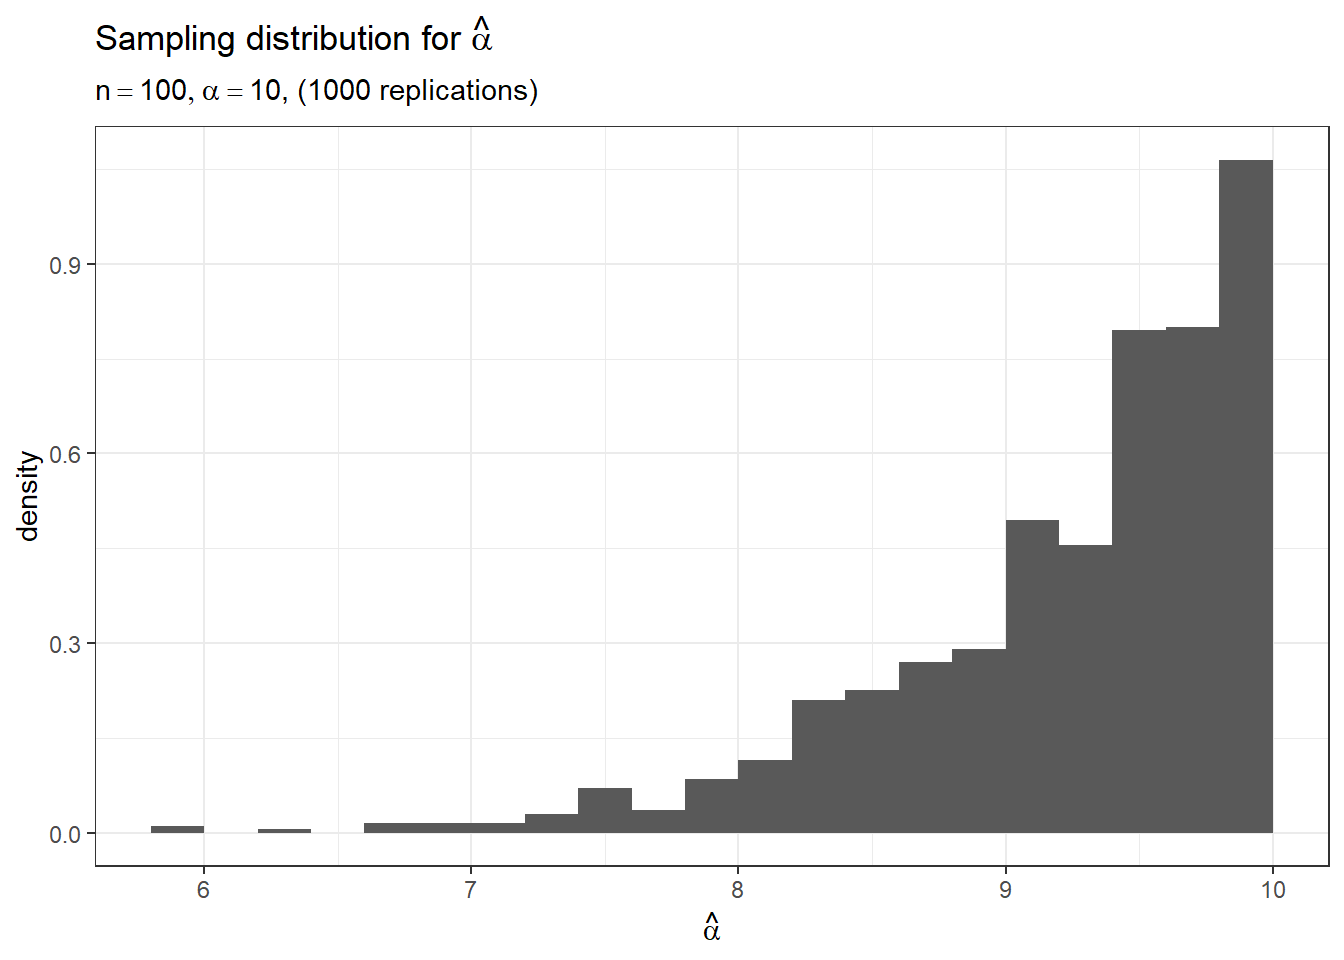 Sampling distribution for α̂
n = 100, α = 10, (1000 replications)
0.9
0.6
0.3
0.0
density
6 7 8 9 10
α̂